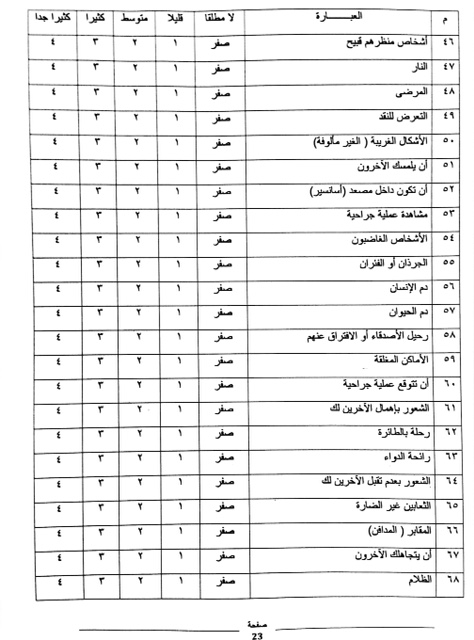 م العبـــــارة لا مطلقا قليلا متوسط كثيرا كثيرا جدا
٤٦ أشخاص منظرهم قبيح صفر ١ ٢ ٣ ٤
٤٧ النار صفر ١ ٢ ٣ ٤
٤٨ المرضى صفر ١ ٢ ٣ ٤
٤٩ التعرض للنقد صفر ١ ٢ ٣ ٤
٥٠ الأشكال الغريبة ( الغير مألوفة) صفر ١ ٢ ٣ ٤
٥١ أن يلمسك الآخرون صفر ١ ٢ ٣ ٤
٥٢ أن تكون داخل مصعد (أسانسير) صفر ١ ٢ ٣ ٤
٥٣ مشاهدة عملية جراحية صفر ١ ٢ ٣ ٤
٥٤ الأشخاص الغاضبون صفر ١ ٢ ٣ ٤
٥٥ الجرذان أو الفئران صفر ١ ٢ ٣ ٤
٥٦ دم الإنسان صفر ١ ٢ ٣ ٤
٥٧ دم الحيوان صفر ١ ٢ ٣ ٤
٥٨ رحيل الأصدقاء أو الافتراق عنهم صفر ١ ٢ ٣ ٤
٥٩ الأماكن المغلقة صفر ١ ٢ ٣ ٤
٦٠ أن تتوقع عملية جراحية صفر ١ ٢ ٣ ٤
٦١ الشعور بإهمال الآخرين لك صفر ١ ٢ ٣ ٤
٦٢ رحلة بالطائرة صفر ١ ٢ ٣ ٤
٦٣ رائحة الدواء صفر ١ ٢ ٣ ٤
٦٤ الشعور بعدم تقبل الآخرين لك صفر ١ ٢ ٣ ٤
٦٥ الثعابين غير الضارة صفر ١ ٢ ٣ ٤
٦٦ المقابر ( المدافن) صفر ١ ٢ ٣ ٤
٦٧ أن يتجاهلك الآخرون صفر ١ ٢ ٣ ٤
٦٨ الظلام صفر ١ ٢ ٣ ٤
صفحة
23